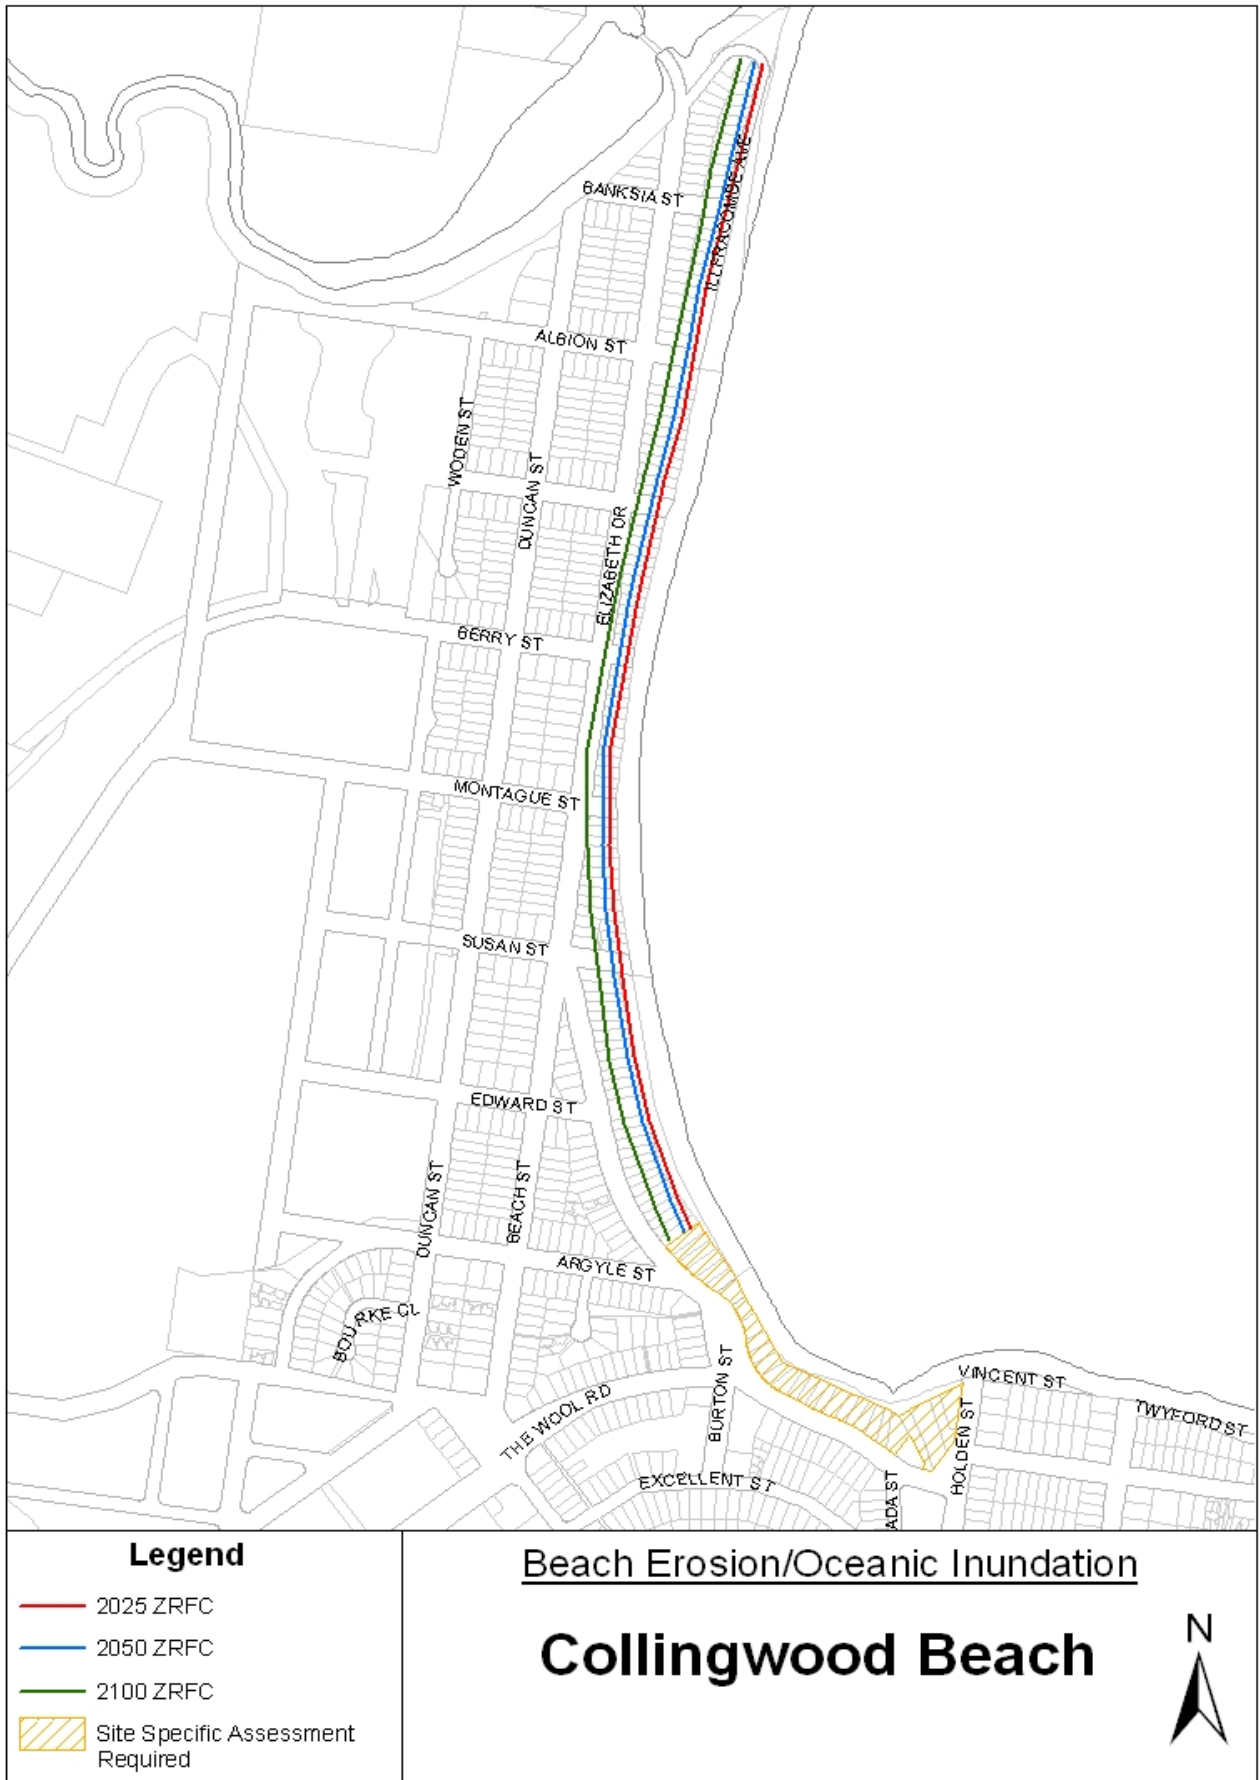 BANKSIA ST
ILLFRACOMBE AVE
ALBION ST
WODEN ST
DUNCAN ST
ELIZABETH DR
BERRY ST
MONTAGUE ST
SUSAN ST
EDWARD ST
DUNCAN ST
BEACH ST
ARGYLE ST
BOURKE CL
THE WOOL RD
BURTON ST
VINCENT ST
TWYFORD ST
HOLDEN ST
EXCELLENT ST
ADA ST
Legend
2025 ZRFC
2050 ZRFC
2100 ZRFC
Site Specific Assessment
Required
Beach Erosion/Oceanic Inundation
Collingwood Beach
N